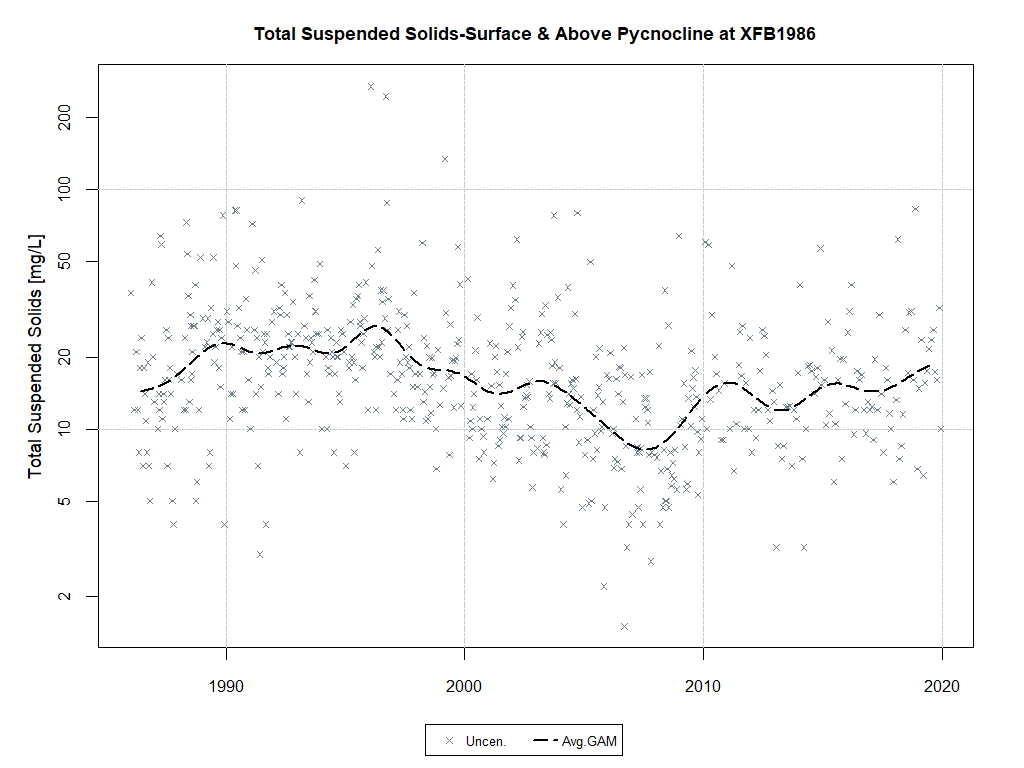 Total Suspended Solids-Surface & Above Pycnocline at XFB1986
Total Suspended Solids [mg/L]
200
100
50
20
10
5
2
1990 2000 2010 2020
Uncen. Avg.GAM